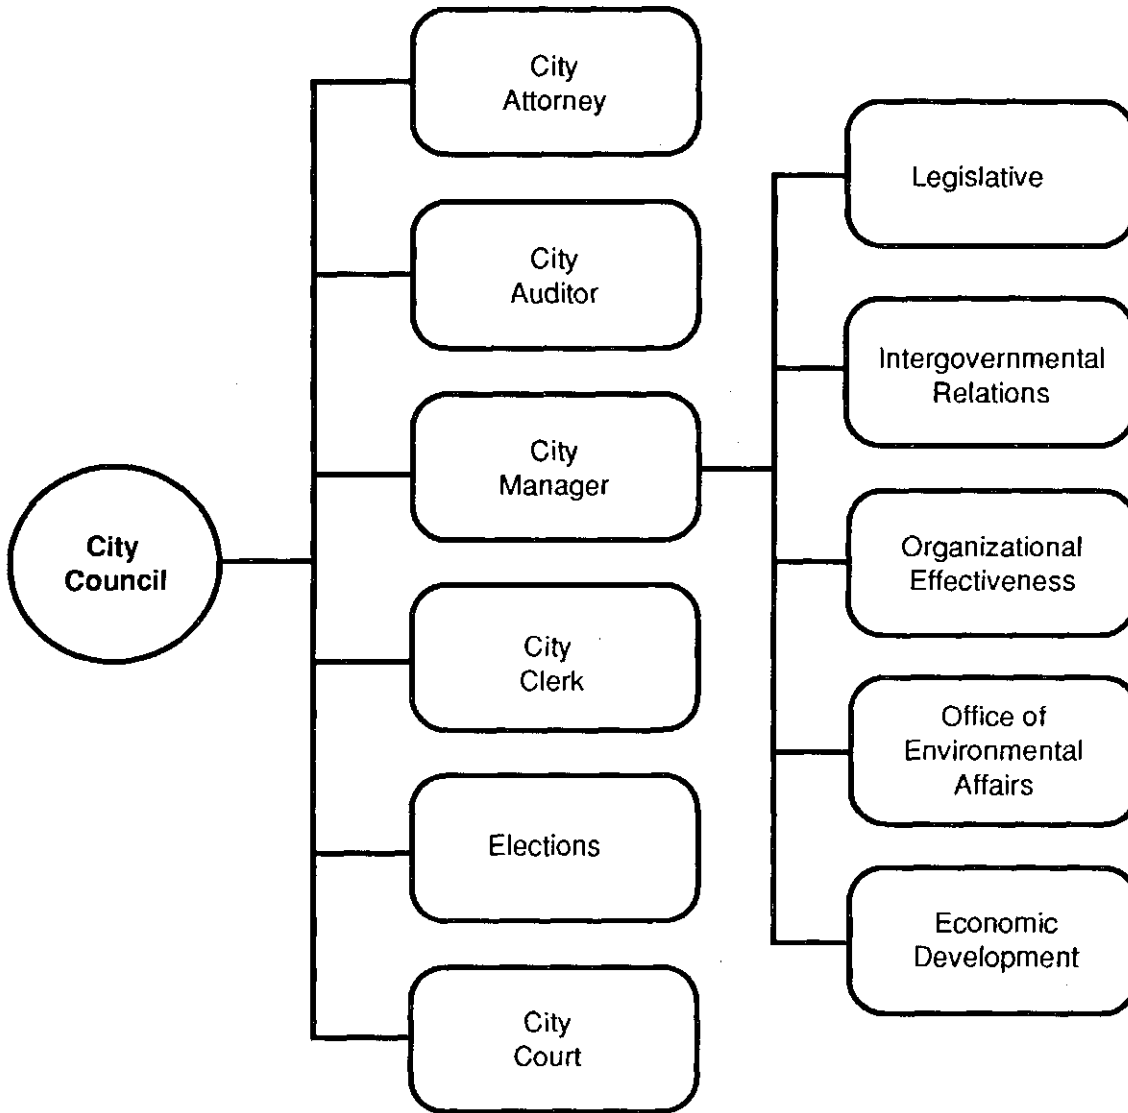 City
Council
City
Attorney
City
Auditor
City
Manager
City
Clerk
Elections
City
Court
Legislative
Intergovernmental
Relations
Organizational
Effectiveness
Office of
Environmental
Affairs
Economic
Development